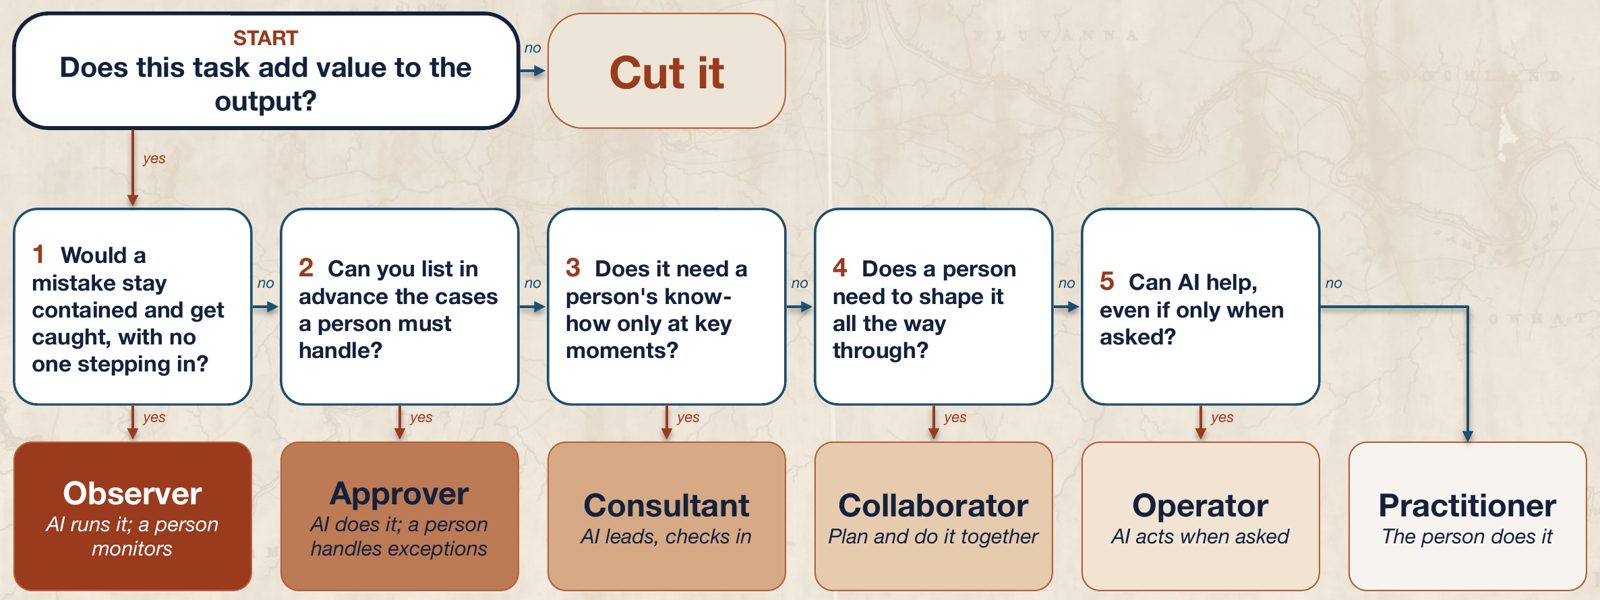 START
Does this task add value to the
output?
no
Cut it
yes
1 Would a
mistake stay
contained and get
caught, with no
one stepping in?
no
2 Can you list in
advance the cases
a person must
handle?
no
3 Does it need a
person's know-
how only at key
moments?
no
4 Does a person
need to shape it
all the way
through?
no
5 Can AI help,
even if only when
asked?
no
yes
yes
yes
yes
yes
Observer
AI runs it; a person
monitors
Approver
AI does it; a person
handles exceptions
Consultant
AI leads, checks in
Collaborator
Plan and do it together
Operator
AI acts when asked
Practitioner
The person does it
FLUVANNA